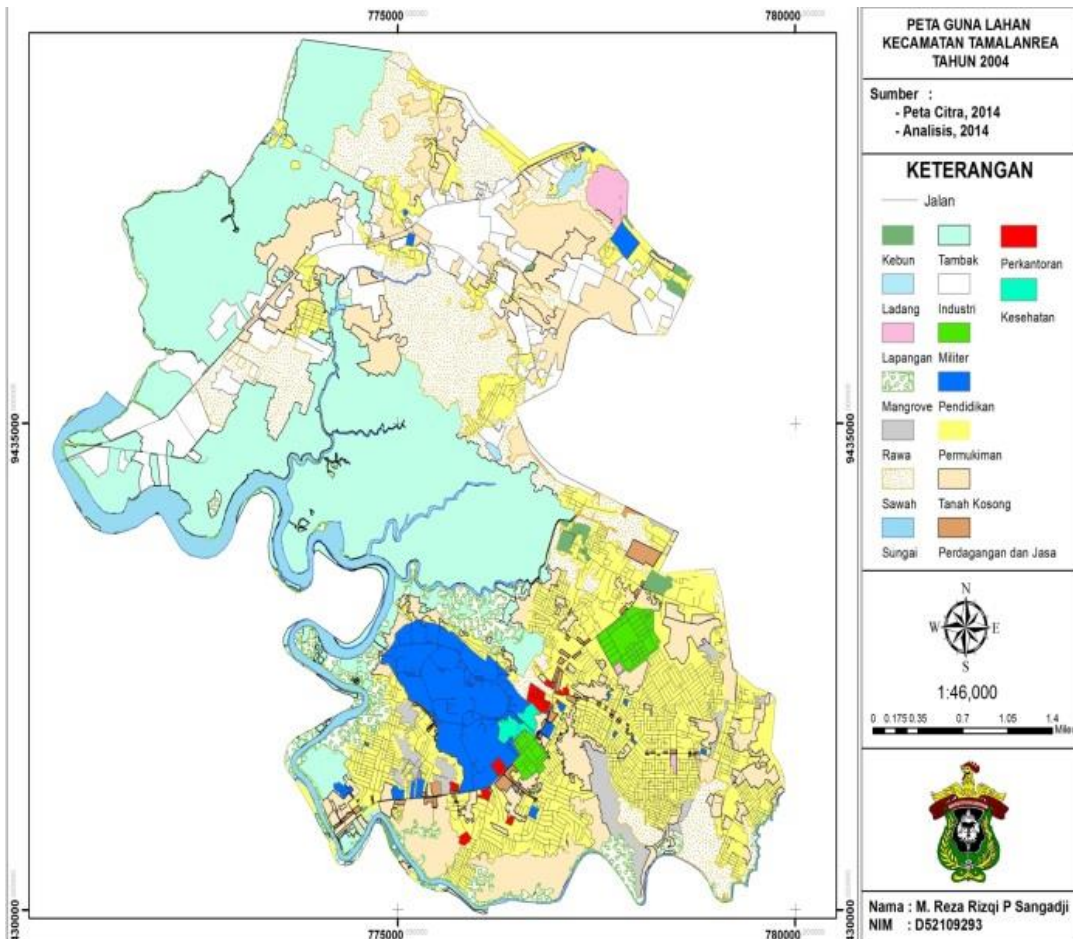 775000
780000
9435000
9435000
430000
430000
775000
780000
PETA GUNA LAHAN
KECAMATAN TAMALANREA
TAHUN 2004
Sumber :
- Peta Citra, 2014
- Analisis, 2014
KETERANGAN
Jalan
Kebun
Tambak
Perkantoran
Ladang
Industri
Kesehatan
Lapangan
Militer
Mangrove
Pendidikan
Rawa
Permukiman
Sawah
Tanah Kosong
Sungai
Perdagangan dan Jasa
N
W
E
S
1:46,000
0 0.175 0.35 0.7 1.05 1.4
Miles
Nama : M. Reza Rizqi P Sangadji
NIM : D52109293